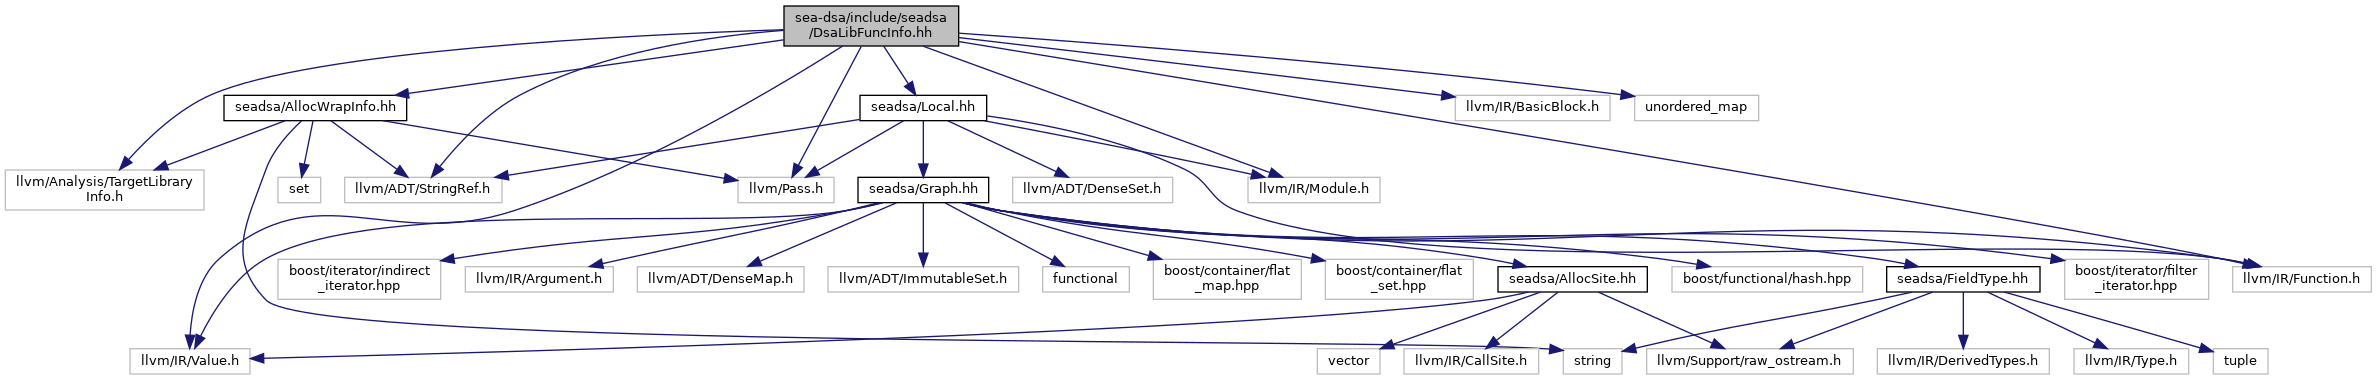 sea-dsa/include/seadsa
/DsaLibFuncInfo.hh
seadsa/AllocWrapInfo.hh
seadsa/Local.hh
llvm/IR/BasicBlock.h
unordered_map
llvm/Analysis/TargetLibrary
Info.h
set
llvm/ADT/StringRef.h
llvm/Pass.h
seadsa/Graph.hh
llvm/ADT/DenseSet.h
llvm/IR/Module.h
boost/iterator/indirect
_iterator.hpp
llvm/IR/Argument.h
llvm/ADT/DenseMap.h
llvm/ADT/ImmutableSet.h
functional
boost/container/flat
_map.hpp
boost/container/flat
_set.hpp
seadsa/AllocSite.hh
boost/functional/hash.hpp
seadsa/FieldType.hh
boost/iterator/filter
_iterator.hpp
llvm/IR/Function.h
llvm/IR/Value.h
vector
llvm/IR/CallSite.h
string
llvm/Support/raw_ostream.h
llvm/IR/DerivedTypes.h
llvm/IR/Type.h
tuple